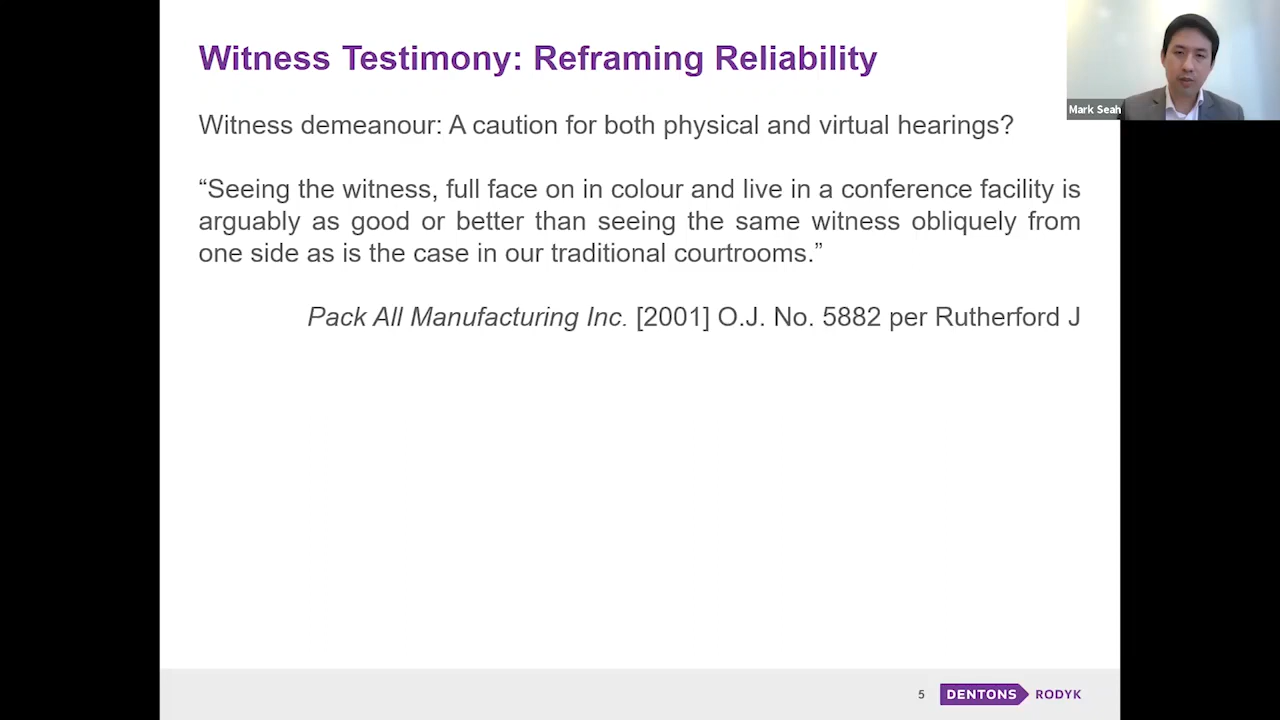 Witness Testimony: Reframing Reliability
Mark Seah
Witness demeanour: A caution for both physical and virtual hearings?
“Seeing the witness, full face on in colour and live in a conference facility is
arguably as good or better than seeing the same witness obliquely from
one side as is the case in our traditional courtrooms.”
Pack All Manufacturing Inc. [2001] O.J. No. 5882 per Rutherford J
5
DENTONS RODYK